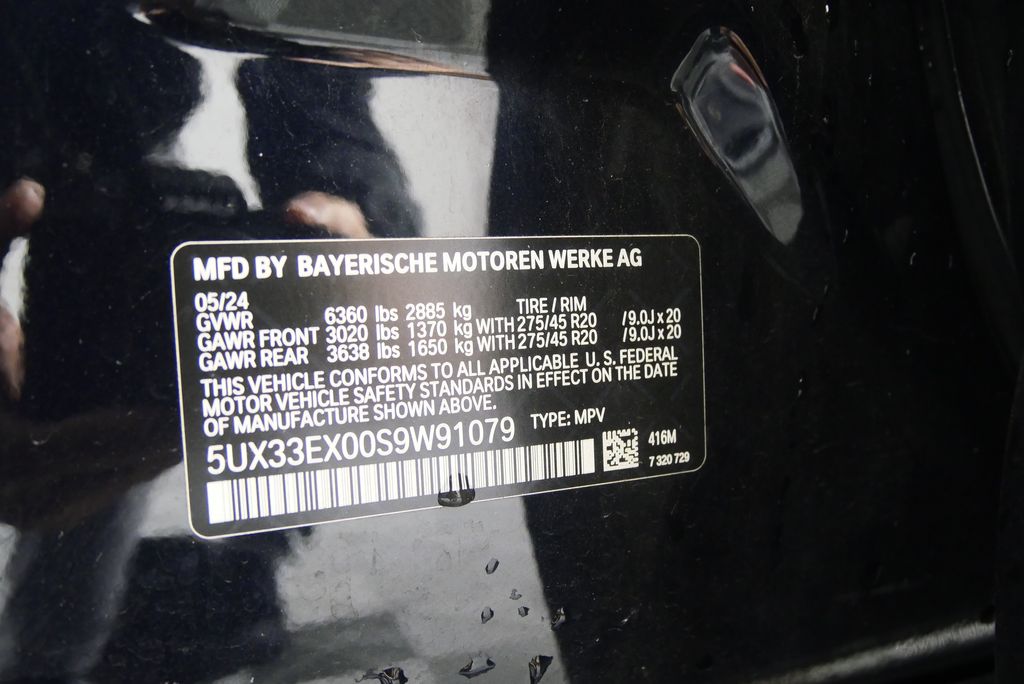 MFD BY BAYERISCHE MOTOREN WERKE AG
05/24 TIRE / RIM
GVWR 6360 lbs 2885 kg
GAWR FRONT 3020 lbs 1370 kg WITH 275/45 R20 /9.0J x 20
GAWR REAR 3638 lbs 1650 kg WITH 275/45 R20 /9.0J x 20
THIS VEHICLE CONFORMS TO ALL APPLICABLE U. S. FEDERAL
MOTOR VEHICLE SAFETY STANDARDS IN EFFECT ON THE DATE
OF MANUFACTURE SHOWN ABOVE.
5UX33EX00S9W91079 TYPE: MPV
416M
7 320 729